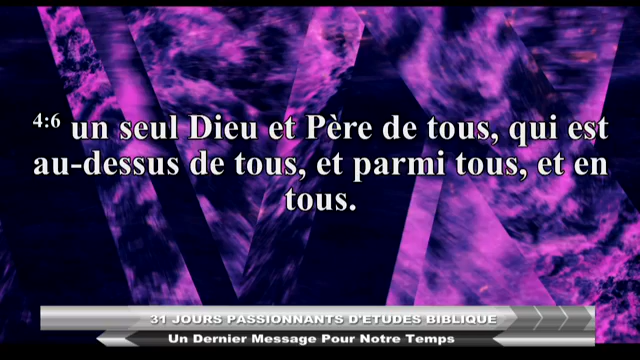 4:6 un seul Dieu et Père de tous, qui est
au-dessus de tous, et parmi tous, et en
tous.
31 JOURS PASSIONNANTS D'ETUDES BIBLIQUE
Un Dernier Message Pour Notre Temps